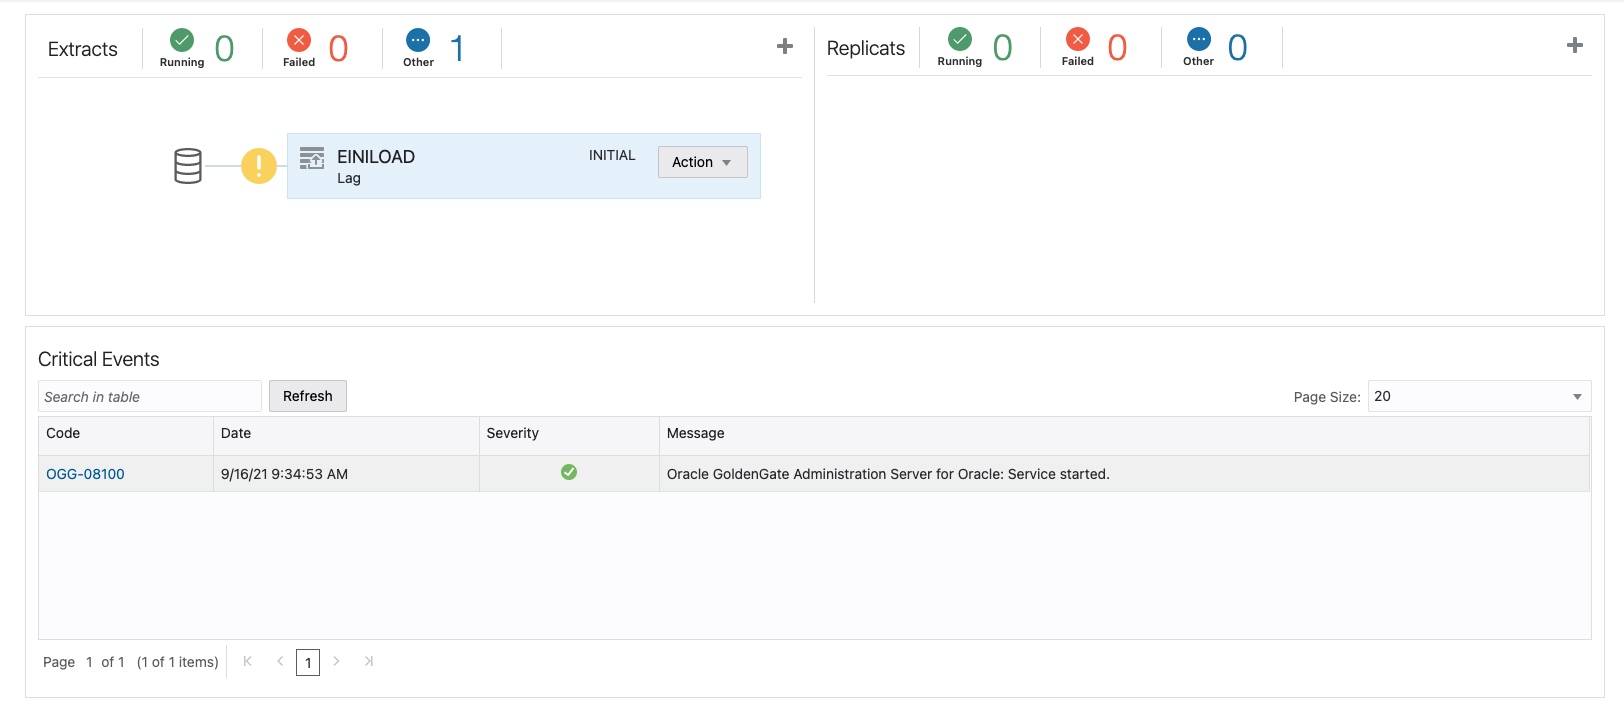 Extracts
Running 0
Failed 0
Other 1
Replicats
Running 0
Failed 0
Other 0
EINILOAD
Lag
INITIAL
Action
Critical Events
Search in table
Refresh
Page Size: 20
Code Date Severity Message
OGG-08100 9/16/21 9:34:53 AM Oracle GoldenGate Administration Server for Oracle: Service started.
Page 1 of 1 (1 of 1 items) 1